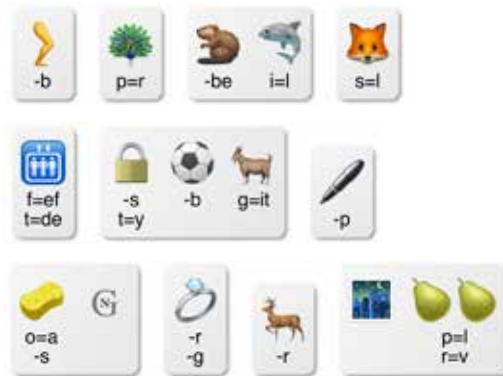 -b p=r -be i=l s=l
f=ef -s -b g=it
t=de t=y -p
o=a -r -r p=l
-s -g r=v